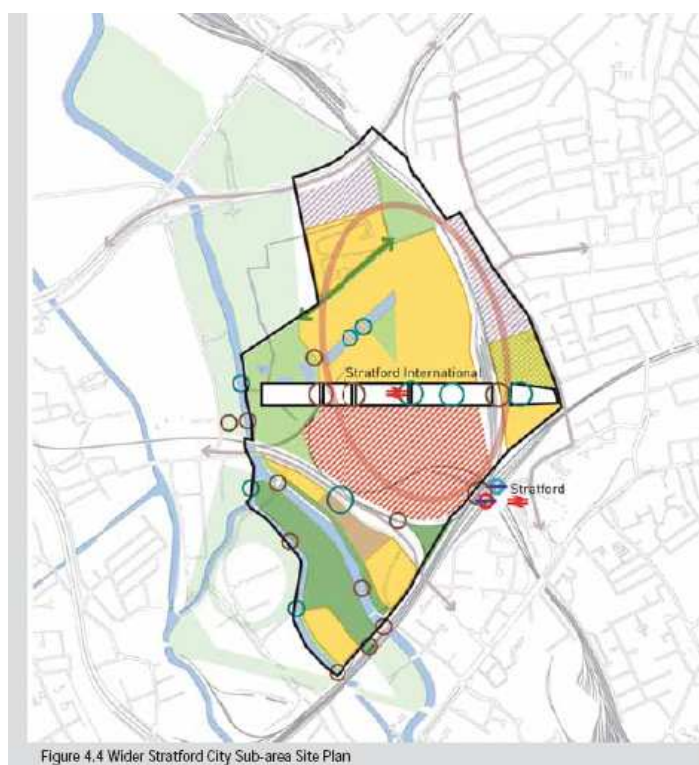 Stratford International
Stratford
Figure 4.4 Wider Stratford City Sub-area Site Plan